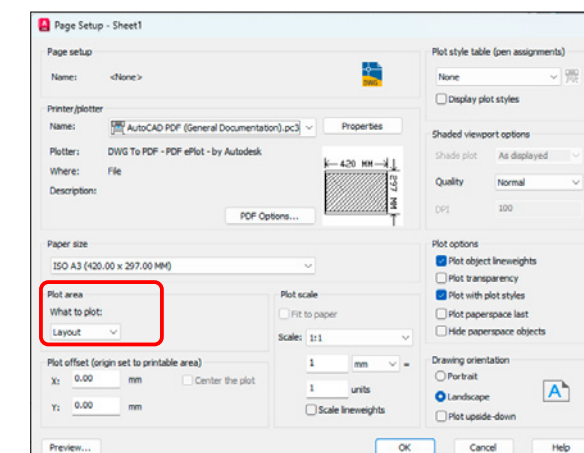 Page Setup - Sheet1
Page setup
Name: <None>
DWG
Printer/plotter
Name: AutoCAD PDF (General Documentation).pc3
Properties
Plotter: DWG To PDF - PDF ePlot - by Autodesk
Where: File
Description:
420 MM
297 MM
PDF Options...
Paper size
ISO A3 (420.00 x 297.00 MM)
Plot area
What to plot:
Layout
Plot scale
Fit to paper
Scale: 1:1
1 mm =
1 units
Scale lineweights
Plot offset (origin set to printable area)
X: 0.00 mm
Center the plot
Y: 0.00 mm
Plot style table (pen assignments)
None
Display plot styles
Shaded viewport options
Shade plot As displayed
Quality Normal
DPI 100
Plot options
Plot object lineweights
Plot transparency
Plot with plot styles
Plot paperspace last
Hide paperspace objects
Drawing orientation
Portrait
Landscape
A
Plot upside-down
Preview...
OK
Cancel
Help